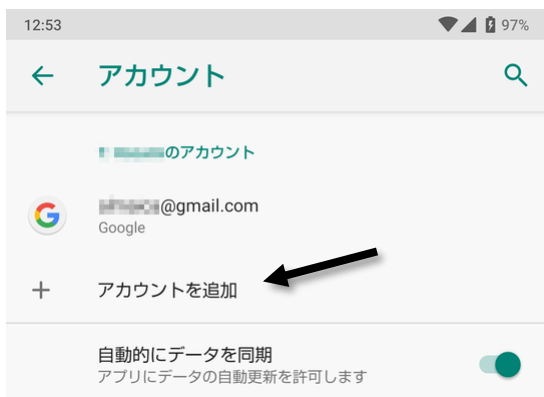 12:53
97%
アカウント
のアカウント
@gmail.com
Google
アカウントを追加
自動的にデータを同期
アプリにデータの自動更新を許可します